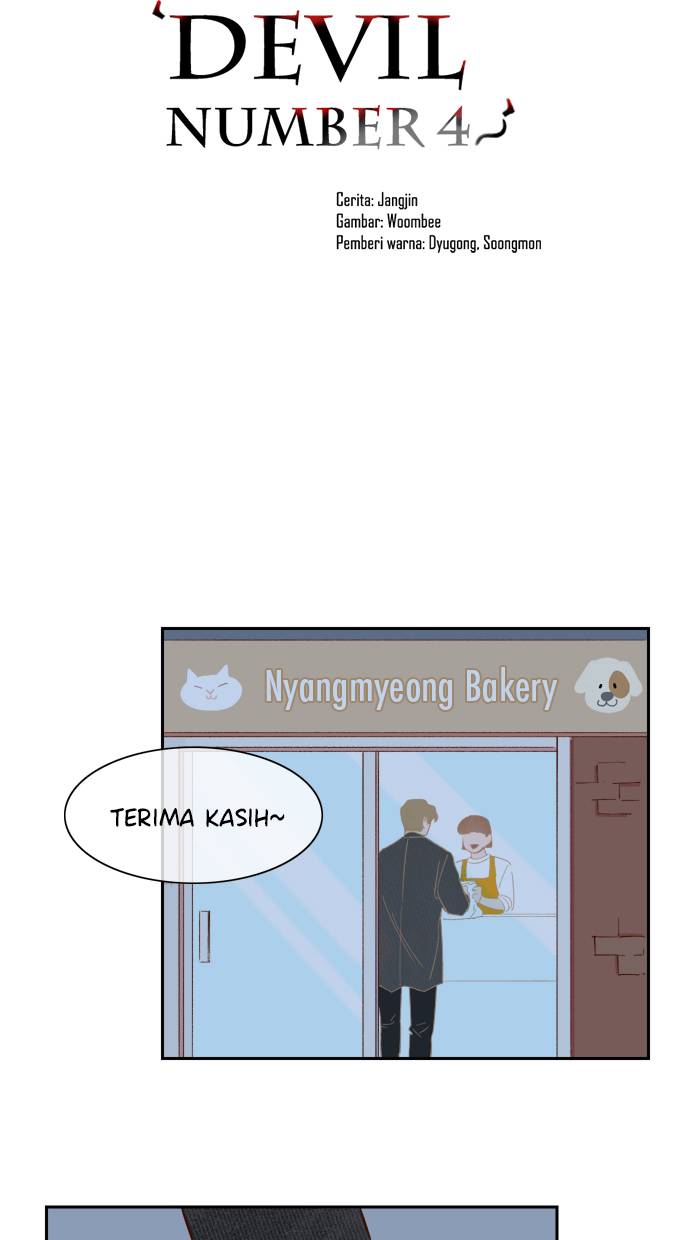 'DEVIL
NUMBER 4'
Cerita: Jangjin
Gambar: Woombee
Pemberi warna: Dyugong, Soongmon
Nyangmyeong Bakery
TERIMA KASIH~